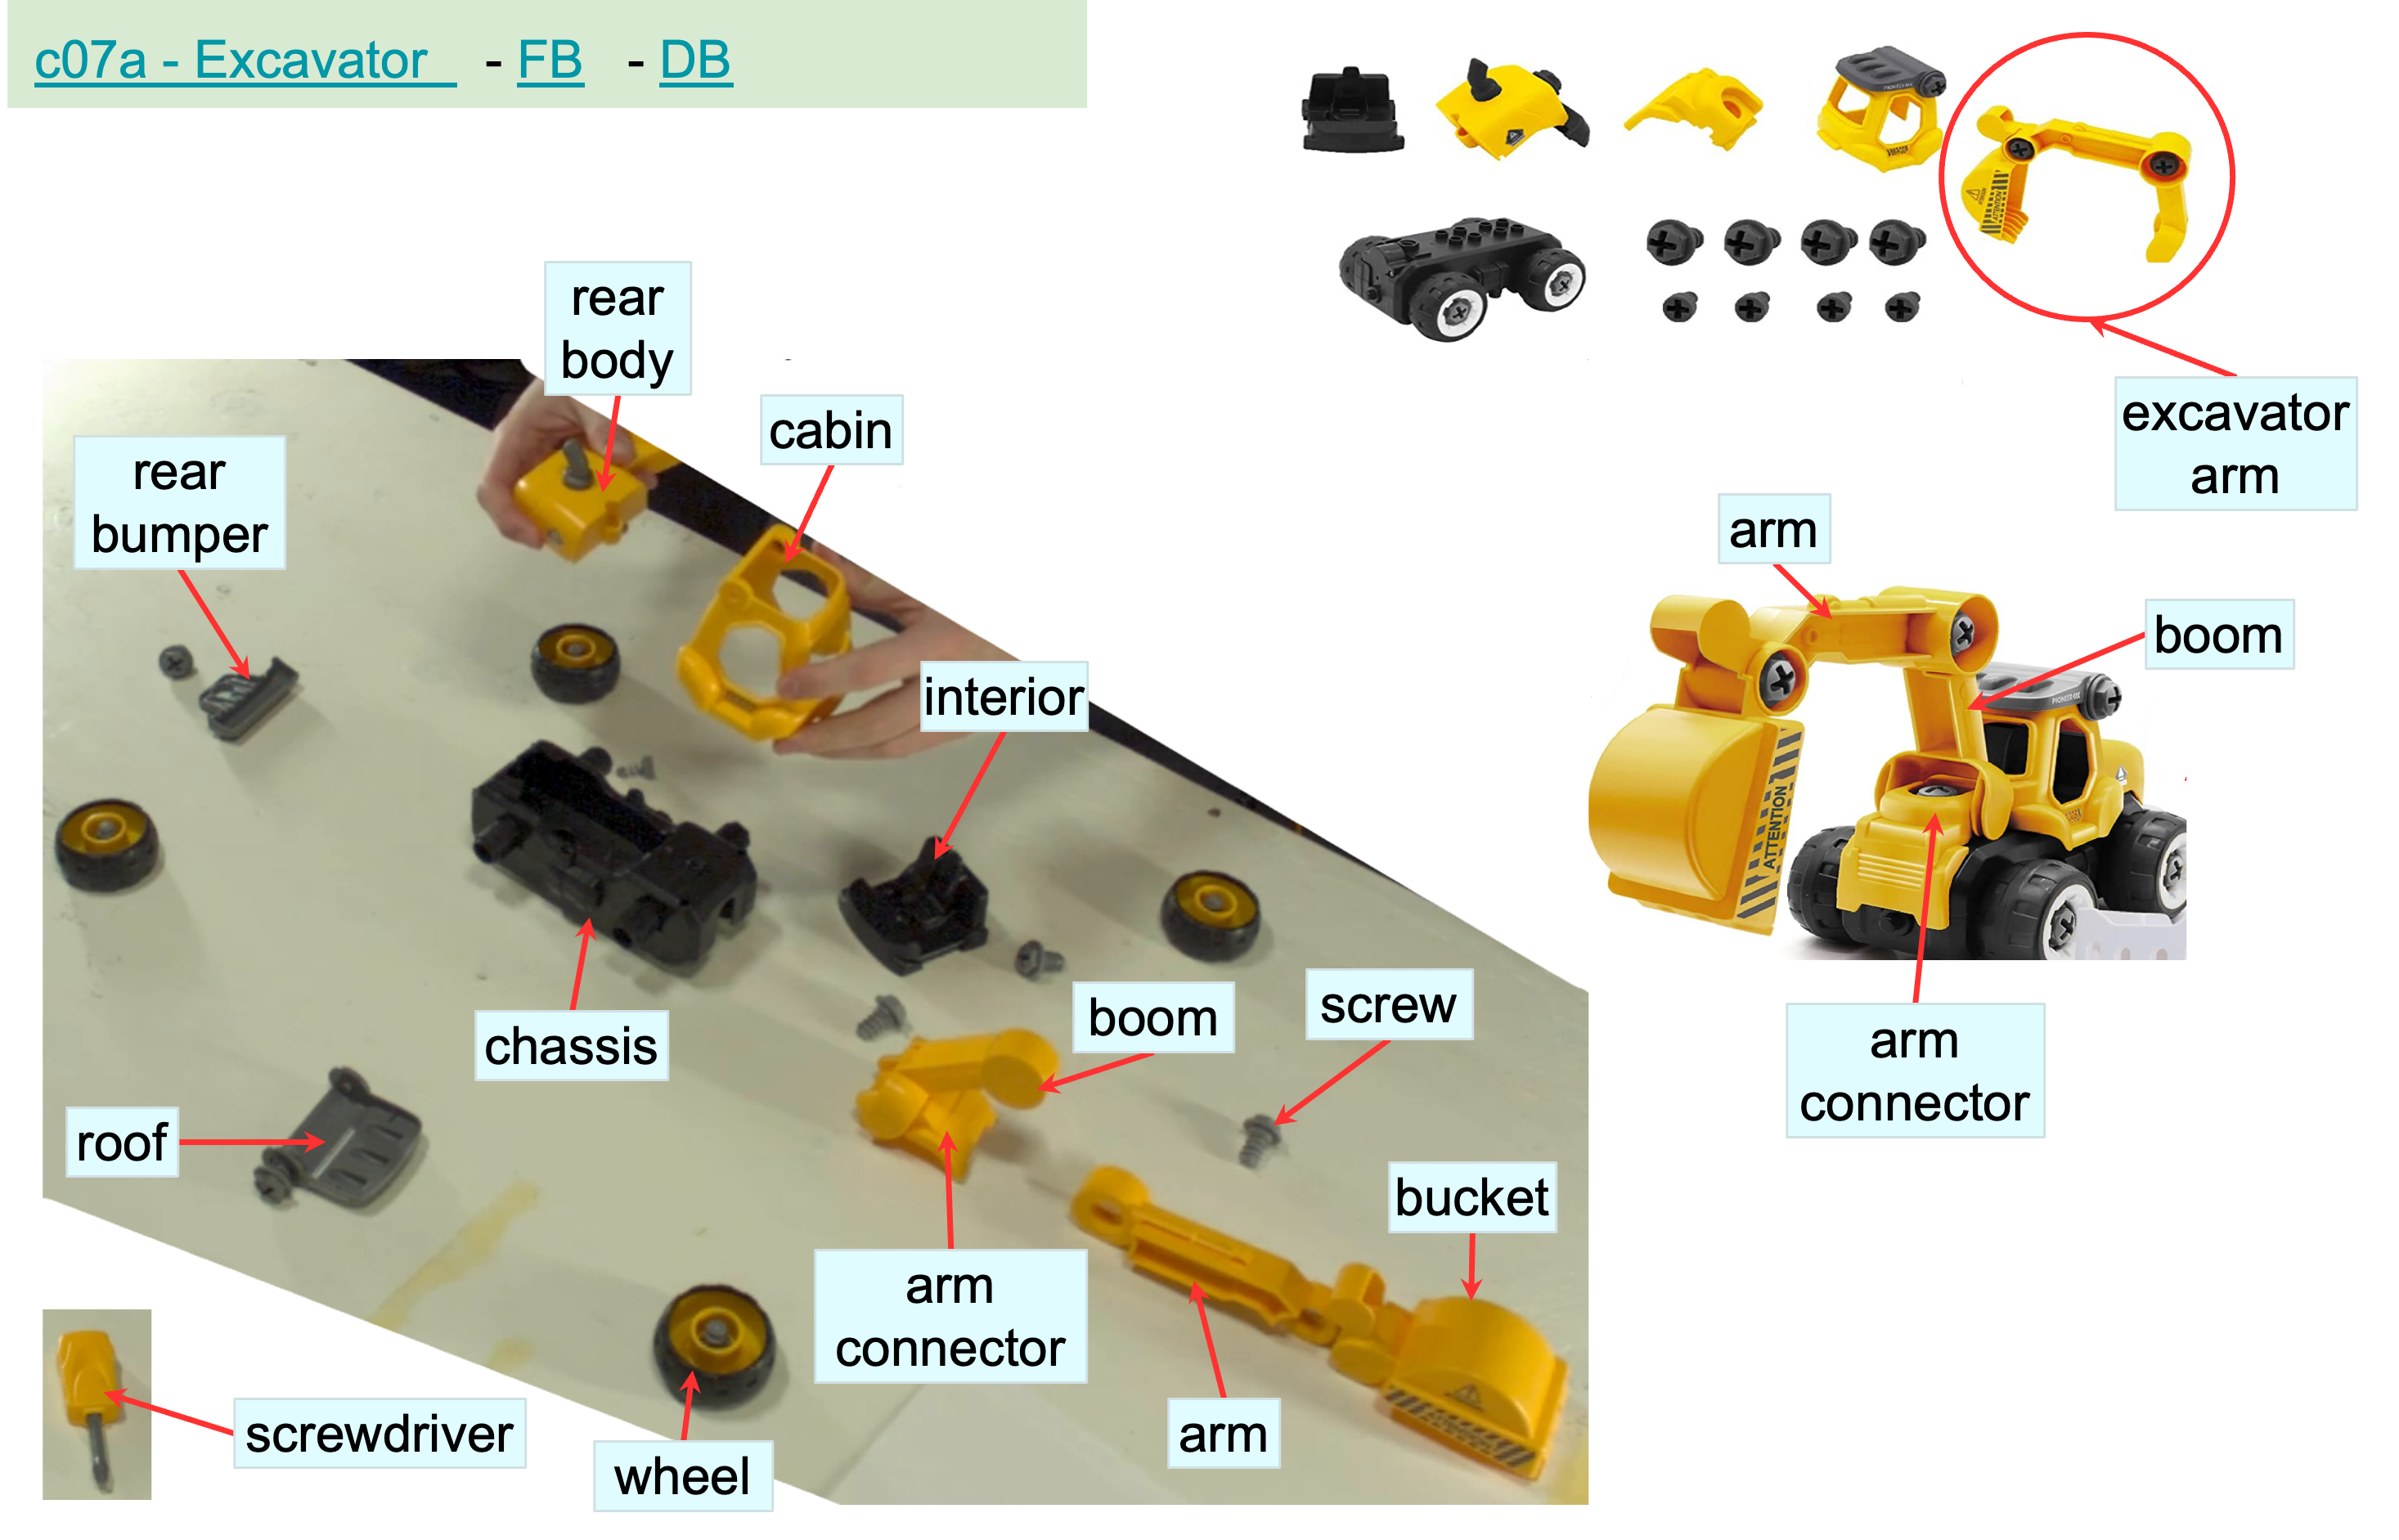 c07a - Excavator - FB - DB
rear
body
cabin
rear
bumper
interior
chassis
boom
screw
roof
bucket
arm
connector
arm
screwdriver
wheel
excavator
arm
arm
boom
ATTENTION
arm
connector